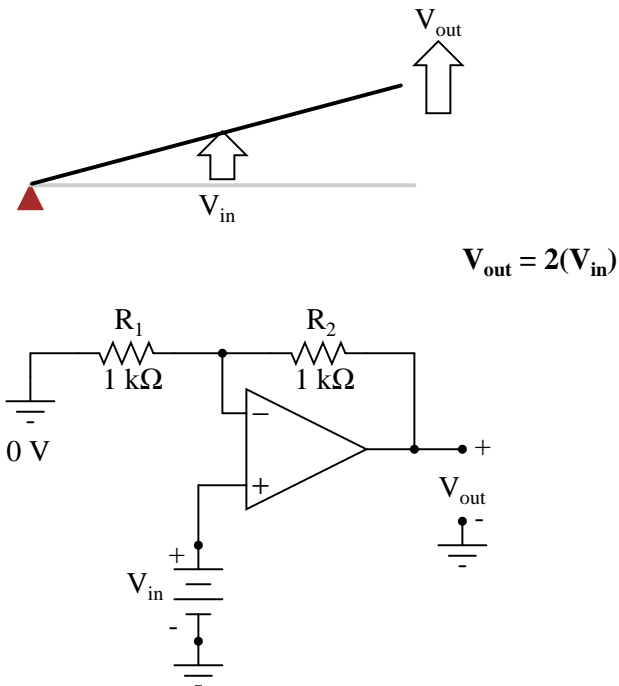 V_out
V_in
V_out = 2(V_in)
R_1 R_2
1 kΩ 1 kΩ
−
0 V
+
+
V_out
-
+
V_in
-